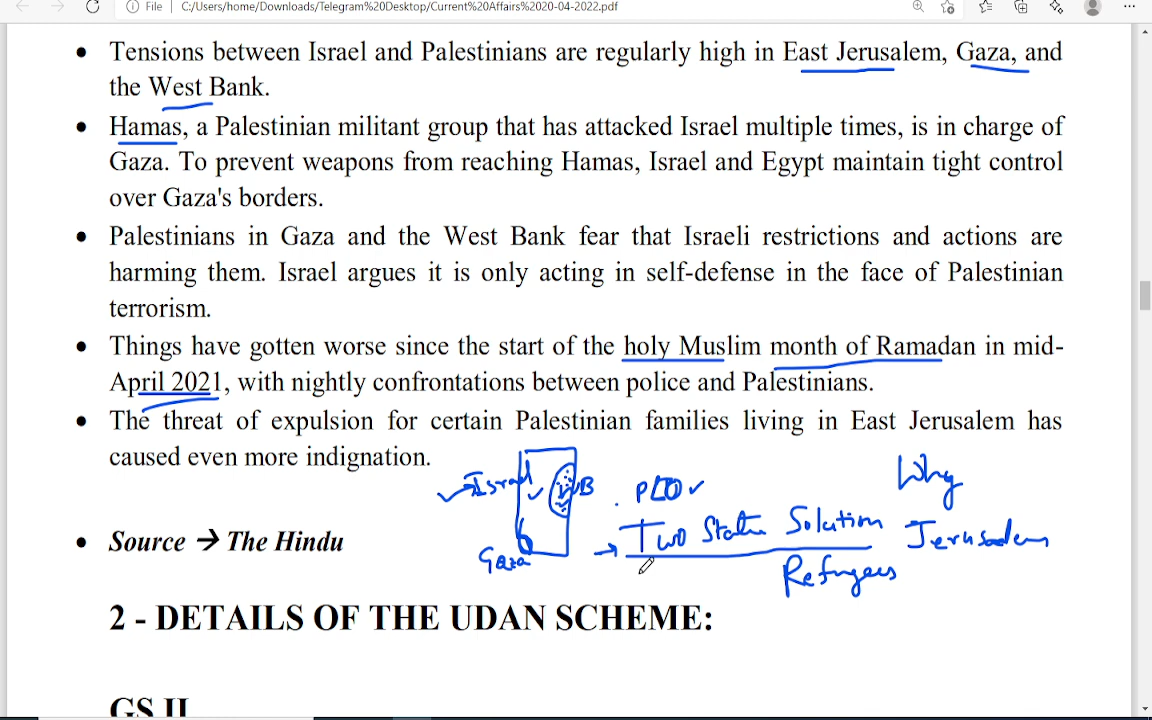 File | C:/Users/home/Downloads/Telegram%20Desktop/Current%20Affairs%2020-04-2022.pdf
• Tensions between Israel and Palestinians are regularly high in East Jerusalem, Gaza, and
the West Bank.
• Hamas, a Palestinian militant group that has attacked Israel multiple times, is in charge of
Gaza. To prevent weapons from reaching Hamas, Israel and Egypt maintain tight control
over Gaza's borders.
• Palestinians in Gaza and the West Bank fear that Israeli restrictions and actions are
harming them. Israel argues it is only acting in self-defense in the face of Palestinian
terrorism.
• Things have gotten worse since the start of the holy Muslim month of Ramadan in mid-
April 2021, with nightly confrontations between police and Palestinians.
• The threat of expulsion for certain Palestinian families living in East Jerusalem has
caused even more indignation.
Israel WB PLO Why
Two State Solution Jerusalem
Gaza Refugees
• Source → The Hindu
2 - DETAILS OF THE UDAN SCHEME:
GS II